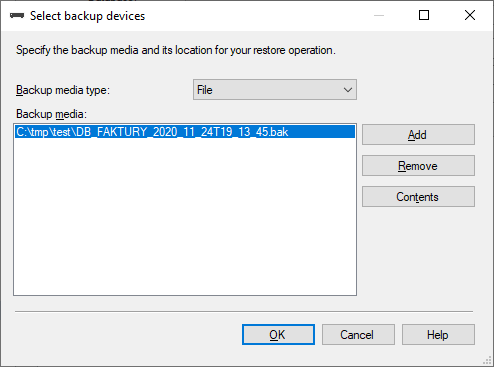 Select backup devices
Specify the backup media and its location for your restore operation.
Backup media type:
File
Backup media:
C:\tmp\test\DB_FAKTURY_2020_11_24T19_13_45.bak
Add
Remove
Contents
OK
Cancel
Help